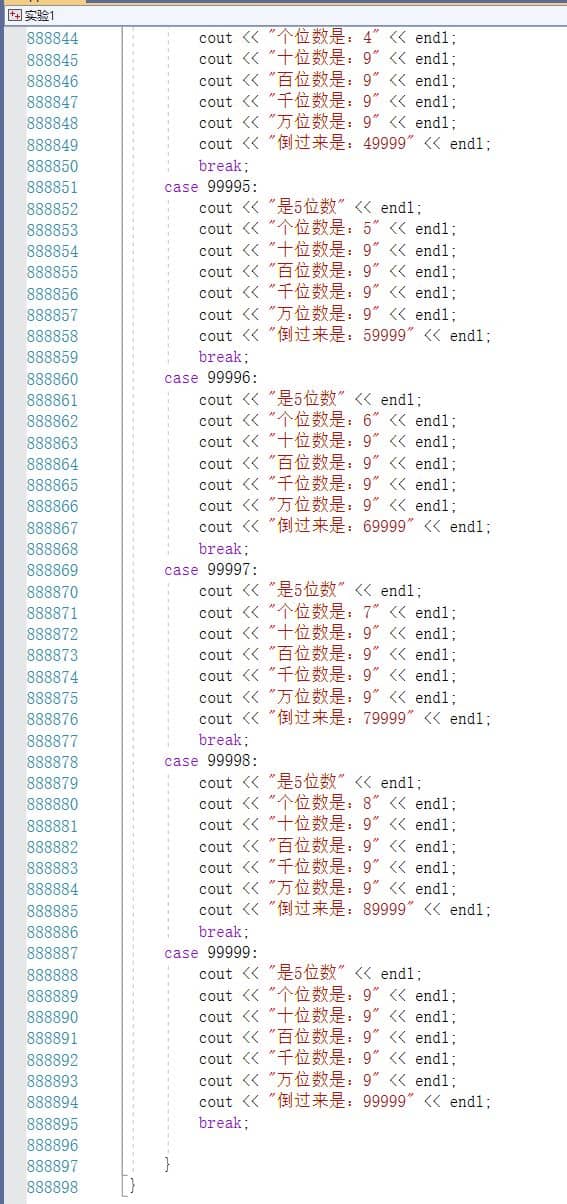 实验1
888844 cout << "个位数是：4" << endl;
888845 cout << "十位数是：9" << endl;
888846 cout << "百位数是：9" << endl;
888847 cout << "千位数是：9" << endl;
888848 cout << "万位数是：9" << endl;
888849 cout << "倒过来是：49999" << endl;
888850 break;
888851 case 99995:
888852 cout << "是5位数" << endl;
888853 cout << "个位数是：5" << endl;
888854 cout << "十位数是：9" << endl;
888855 cout << "百位数是：9" << endl;
888856 cout << "千位数是：9" << endl;
888857 cout << "万位数是：9" << endl;
888858 cout << "倒过来是：59999" << endl;
888859 break;
888860 case 99996:
888861 cout << "是5位数" << endl;
888862 cout << "个位数是：6" << endl;
888863 cout << "十位数是：9" << endl;
888864 cout << "百位数是：9" << endl;
888865 cout << "千位数是：9" << endl;
888866 cout << "万位数是：9" << endl;
888867 cout << "倒过来是：69999" << endl;
888868 break;
888869 case 99997:
888870 cout << "是5位数" << endl;
888871 cout << "个位数是：7" << endl;
888872 cout << "十位数是：9" << endl;
888873 cout << "百位数是：9" << endl;
888874 cout << "千位数是：9" << endl;
888875 cout << "万位数是：9" << endl;
888876 cout << "倒过来是：79999" << endl;
888877 break;
888878 case 99998:
888879 cout << "是5位数" << endl;
888880 cout << "个位数是：8" << endl;
888881 cout << "十位数是：9" << endl;
888882 cout << "百位数是：9" << endl;
888883 cout << "千位数是：9" << endl;
888884 cout << "万位数是：9" << endl;
888885 cout << "倒过来是：89999" << endl;
888886 break;
888887 case 99999:
888888 cout << "是5位数" << endl;
888889 cout << "个位数是：9" << endl;
888890 cout << "十位数是：9" << endl;
888891 cout << "百位数是：9" << endl;
888892 cout << "千位数是：9" << endl;
888893 cout << "万位数是：9" << endl;
888894 cout << "倒过来是：99999" << endl;
888895 break;
888896
888897 }
888898 }